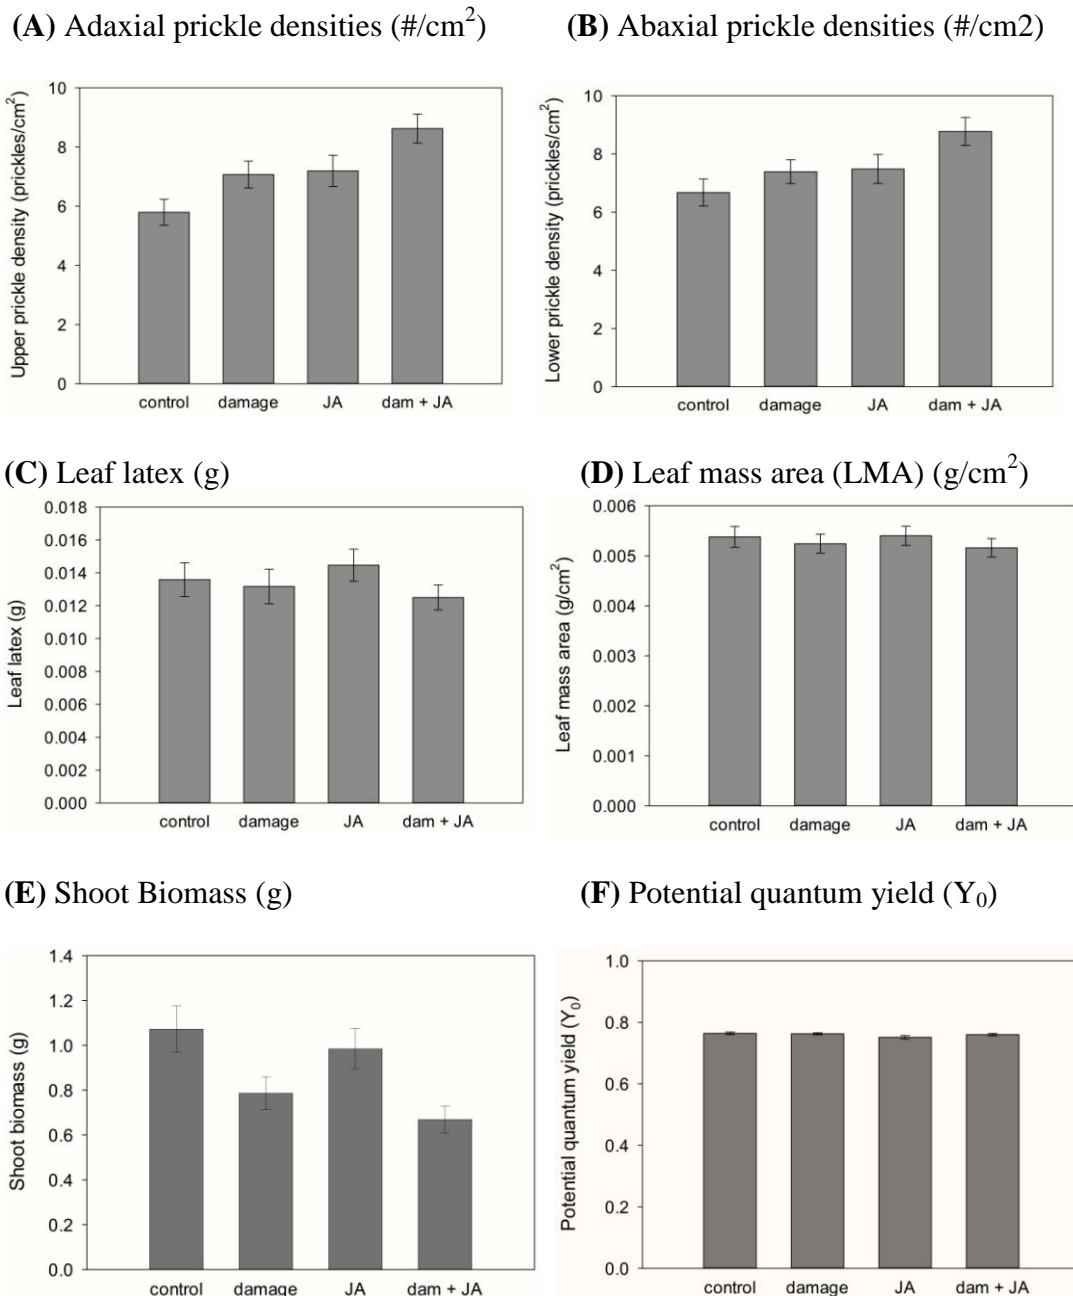 (A) Adaxial prickle densities (#/cm²)
Upper prickle density (prickles/cm²)
10
8
6
4
2
0
control damage JA dam + JA
(B) Abaxial prickle densities (#/cm2)
Lower prickle density (prickles/cm²)
10
8
6
4
2
0
control damage JA dam + JA
(C) Leaf latex (g)
Leaf latex (g)
0.018
0.016
0.014
0.012
0.010
0.008
0.006
0.004
0.002
0.000
control damage JA dam + JA
(D) Leaf mass area (LMA) (g/cm²)
Leaf mass area (g/cm²)
0.006
0.005
0.004
0.003
0.002
0.001
0.000
control damage JA dam + JA
(E) Shoot Biomass (g)
Shoot biomass (g)
1.4
1.2
1.0
0.8
0.6
0.4
0.2
0.0
control damage JA dam + JA
(F) Potential quantum yield (Y₀)
Potential quantum yield (Y₀)
1.0
0.8
0.6
0.4
0.2
0.0
control damage JA dam + JA